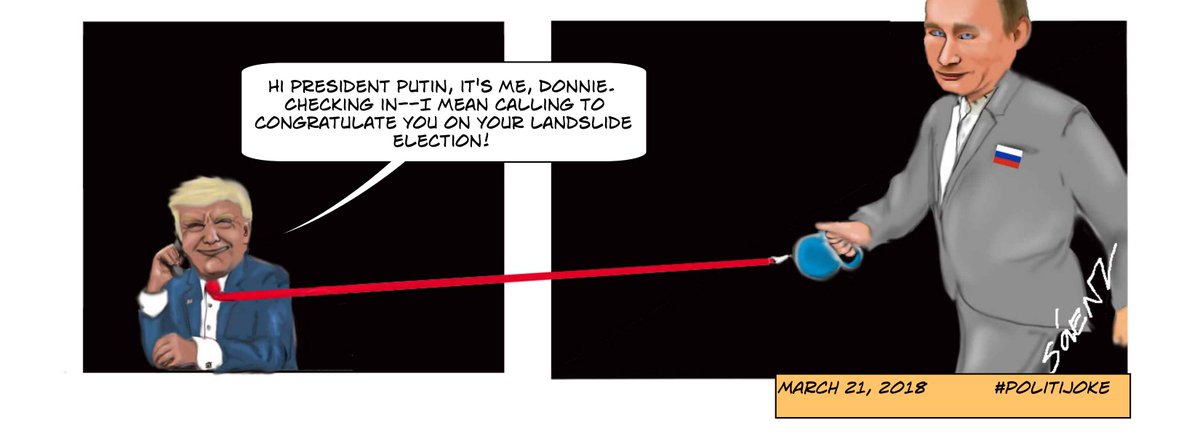 HI PRESIDENT PUTIN, IT'S ME, DONNIE.
CHECKING IN--I MEAN CALLING TO
CONGRATULATE YOU ON YOUR LANDSLIDE
ELECTION!
SÁENZ
MARCH 21, 2018 #POLITIJOKE